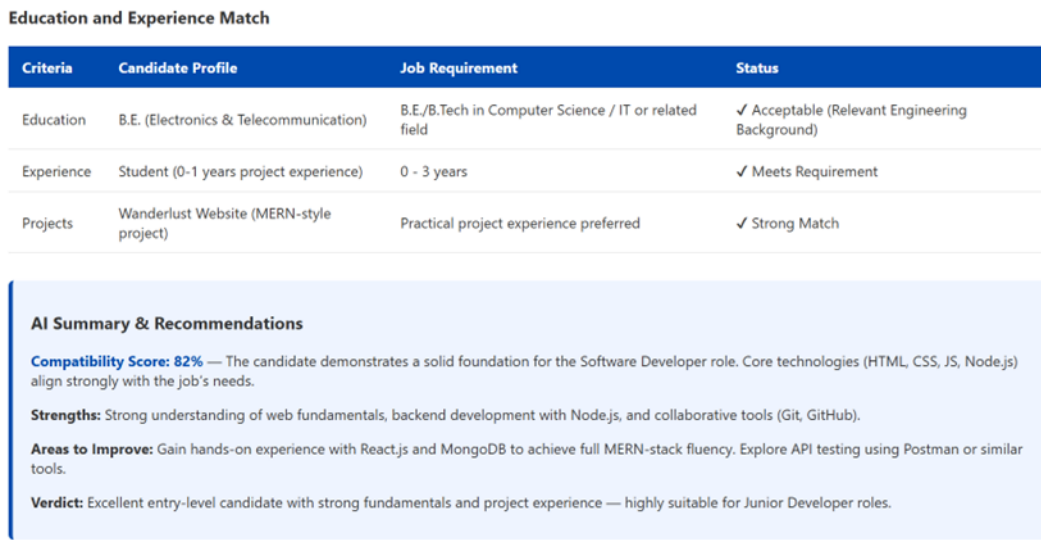 Education and Experience Match
Criteria Candidate Profile Job Requirement Status
Education B.E. (Electronics & Telecommunication) B.E./B.Tech in Computer Science / IT or related field ✓ Acceptable (Relevant Engineering Background)
Experience Student (0-1 years project experience) 0 - 3 years ✓ Meets Requirement
Projects Wanderlust Website (MERN-style project) Practical project experience preferred ✓ Strong Match
AI Summary & Recommendations
Compatibility Score: 82% — The candidate demonstrates a solid foundation for the Software Developer role. Core technologies (HTML, CSS, JS, Node.js)
align strongly with the job's needs.
Strengths: Strong understanding of web fundamentals, backend development with Node.js, and collaborative tools (Git, GitHub).
Areas to Improve: Gain hands-on experience with React.js and MongoDB to achieve full MERN-stack fluency. Explore API testing using Postman or similar
tools.
Verdict: Excellent entry-level candidate with strong fundamentals and project experience — highly suitable for Junior Developer roles.